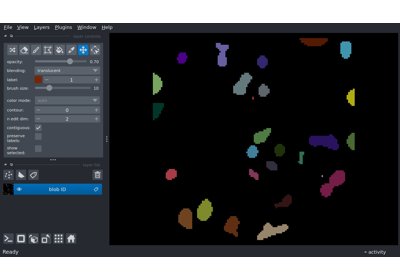 File View Layers Plugins Window Help
opacity: 0.70
blending: translucent
label: 1
brush size: 10
color mode:
contour: 0
n edit dim: 2
contiguous:
preserve labels:
show selected:
blob ID
Ready
activity